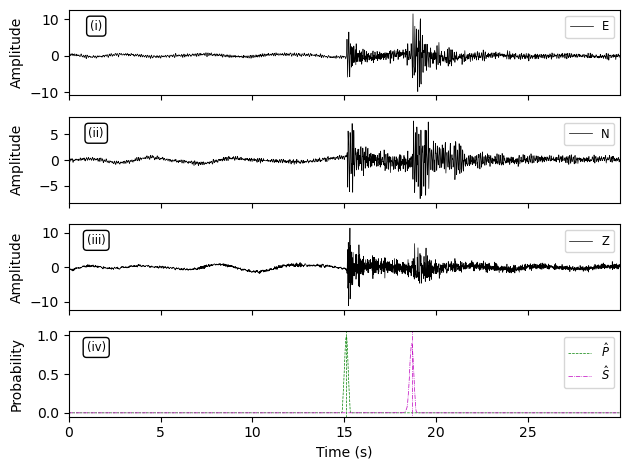 (i)
E
Amplitude
10
0
−10
(ii)
N
Amplitude
5
0
−5
(iii)
Z
Amplitude
10
0
−10
(iv)
P̂
Ŝ
Probability
1.0
0.5
0.0
0 5 10 15 20 25
Time (s)